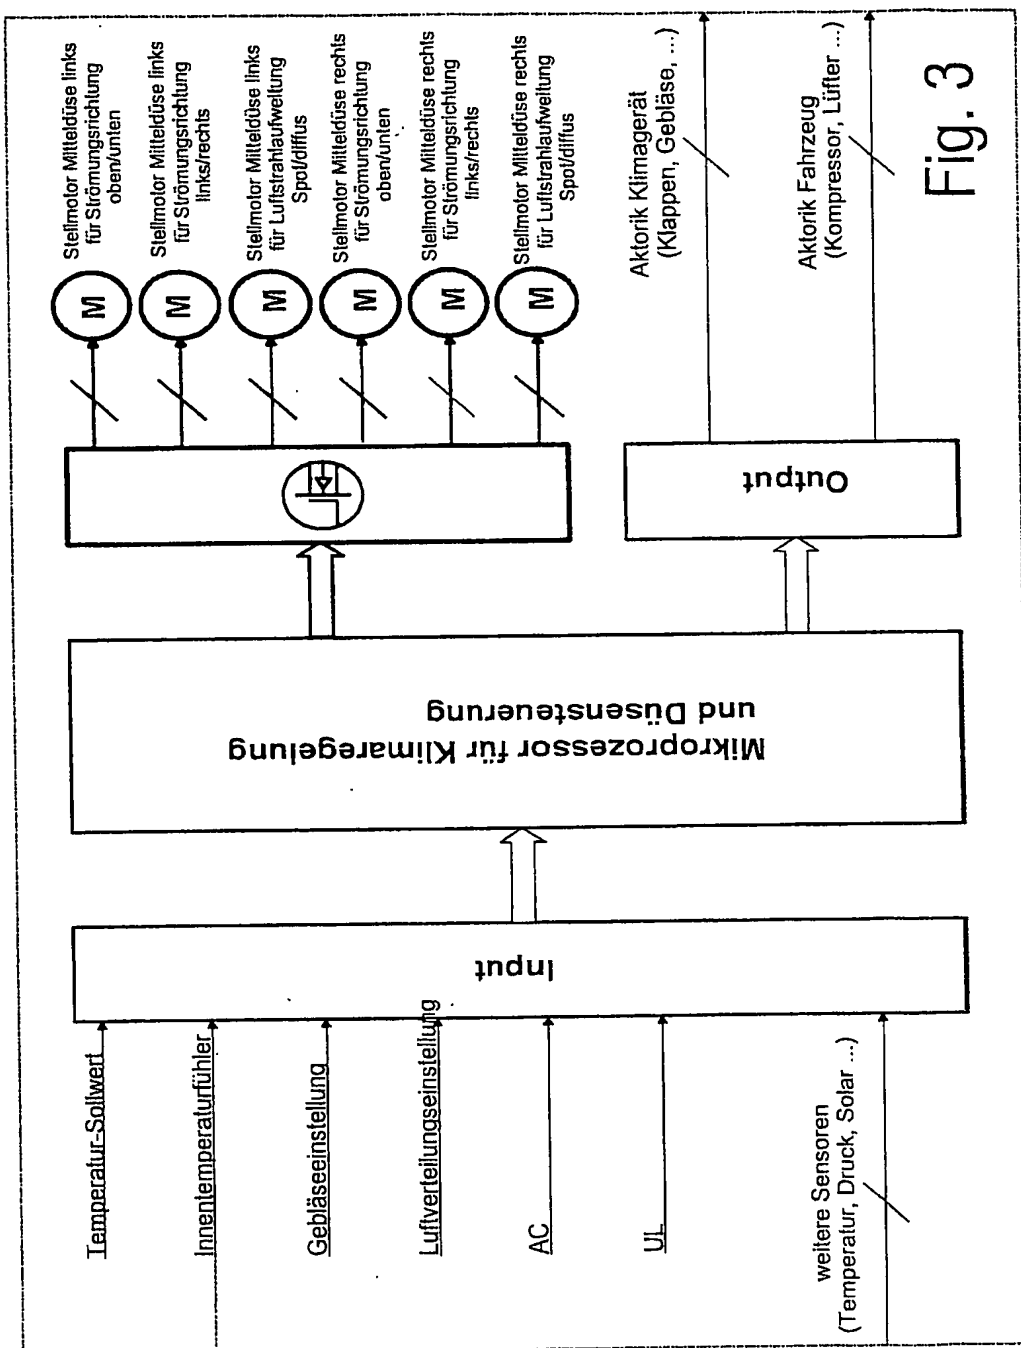 Temperatur-Sollwert
Innentemperaturfühler
Gebläseeinstellung
Luftverteilungseinstellung
AC
UL
weitere Sensoren
(Temperatur, Druck, Solar ...)
Input
Mikroprozessor für Klimaregelung
und Düsensteuerung
Output
M
Stellmotor Mitteldüse links
für Strömungsrichtung
oben/unten
M
Stellmotor Mitteldüse links
für Strömungsrichtung
links/rechts
M
Stellmotor Mitteldüse links
für Luftstrahlaufweitung
Spot/diffus
M
Stellmotor Mitteldüse rechts
für Strömungsrichtung
oben/unten
M
Stellmotor Mitteldüse rechts
für Strömungsrichtung
links/rechts
M
Stellmotor Mitteldüse rechts
für Luftstrahlaufweitung
Spot/diffus
Aktorik Klimagerät
(Klappen, Gebläse, ...)
Aktorik Fahrzeug
(Kompressor, Lüfter ...)
Fig. 3